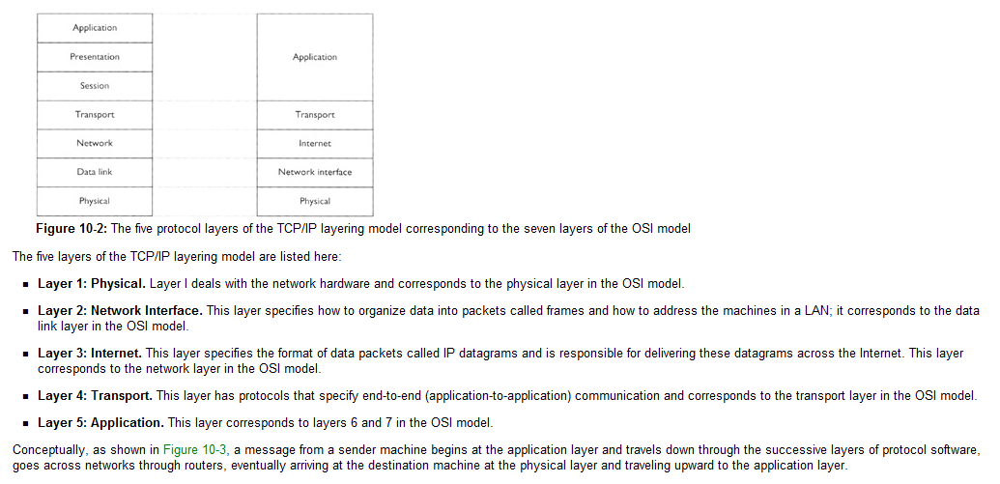 Application
Presentation
Application
Session
Transport
Transport
Network
Internet
Data link
Network interface
Physical
Physical
Figure 10-2: The five protocol layers of the TCP/IP layering model corresponding to the seven layers of the OSI model
The five layers of the TCP/IP layering model are listed here:
▪ Layer 1: Physical. Layer I deals with the network hardware and corresponds to the physical layer in the OSI model.
▪ Layer 2: Network Interface. This layer specifies how to organize data into packets called frames and how to address the machines in a LAN; it corresponds to the data
link layer in the OSI model.
▪ Layer 3: Internet. This layer specifies the format of data packets called IP datagrams and is responsible for delivering these datagrams across the Internet. This layer
corresponds to the network layer in the OSI model.
▪ Layer 4: Transport. This layer has protocols that specify end-to-end (application-to-application) communication and corresponds to the transport layer in the OSI model.
▪ Layer 5: Application. This layer corresponds to layers 6 and 7 in the OSI model.
Conceptually, as shown in Figure 10-3, a message from a sender machine begins at the application layer and travels down through the successive layers of protocol software,
goes across networks through routers, eventually arriving at the destination machine at the physical layer and traveling upward to the application layer.